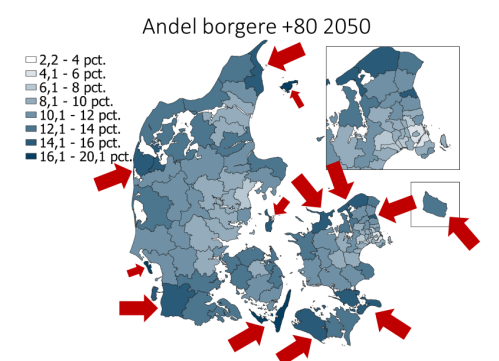 Andel borgere +80 2050
2,2 - 4 pct.
4,1 - 6 pct.
6,1 - 8 pct.
8,1 - 10 pct.
10,1 - 12 pct.
12,1 - 14 pct.
14,1 - 16 pct.
16,1 - 20,1 pct.